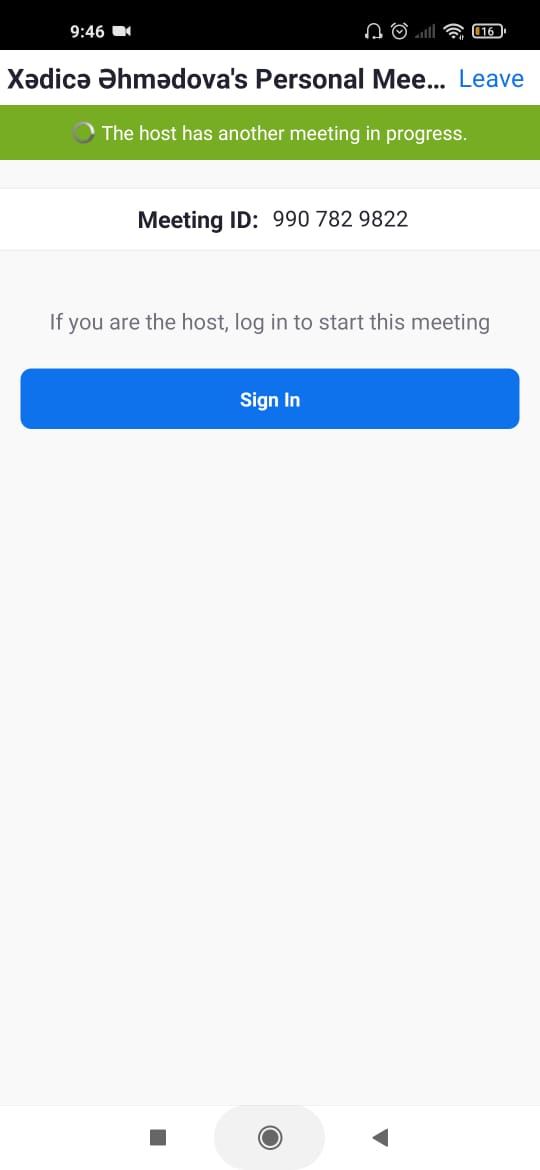 9:46
16
Xədicə Əhmədova's Personal Mee... Leave
The host has another meeting in progress.
Meeting ID: 990 782 9822
If you are the host, log in to start this meeting
Sign In